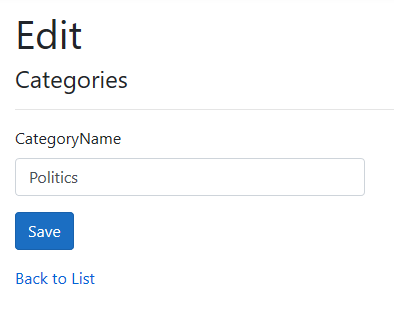 Edit
Categories
CategoryName
Politics
Save
Back to List